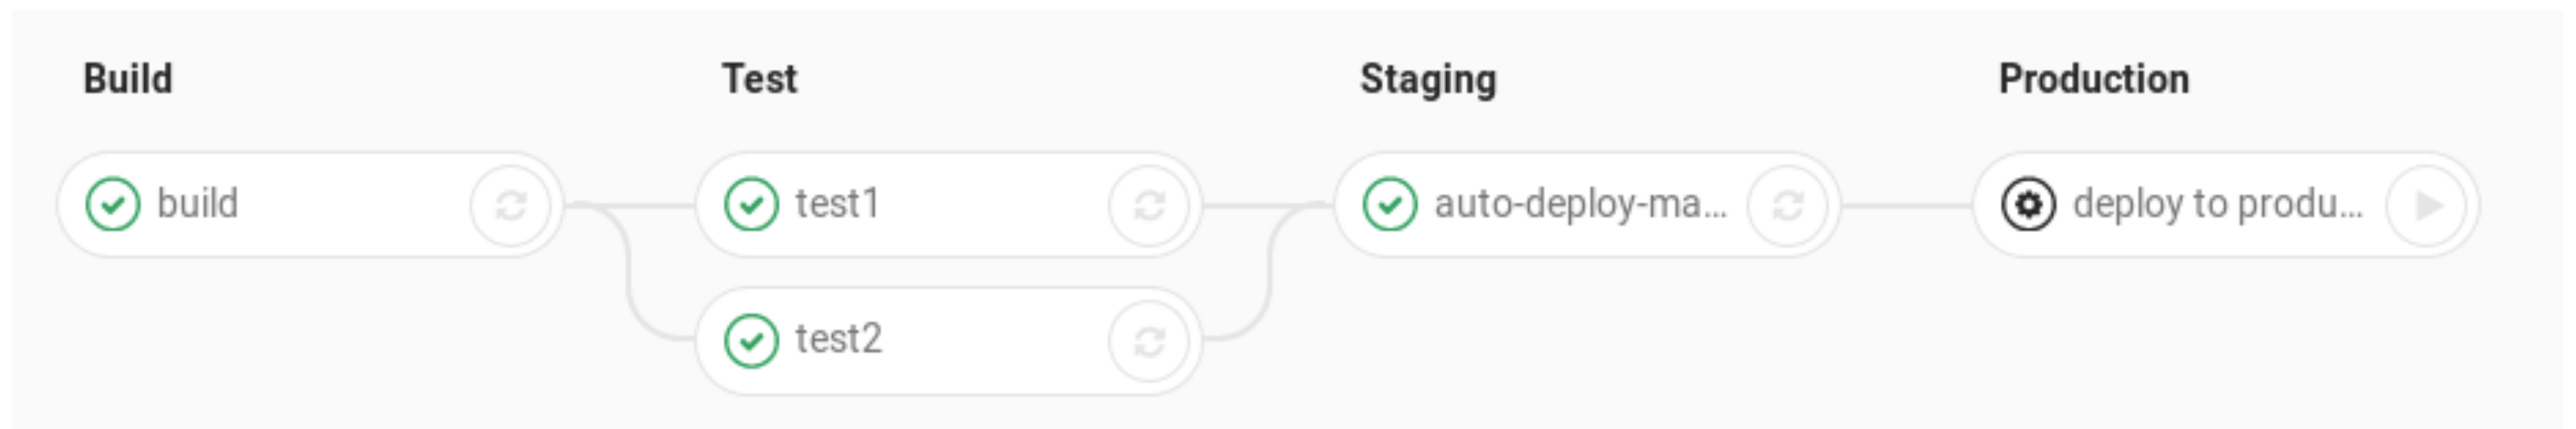 Build
Test
Staging
Production
build
test1
auto-deploy-ma...
deploy to produ...
test2